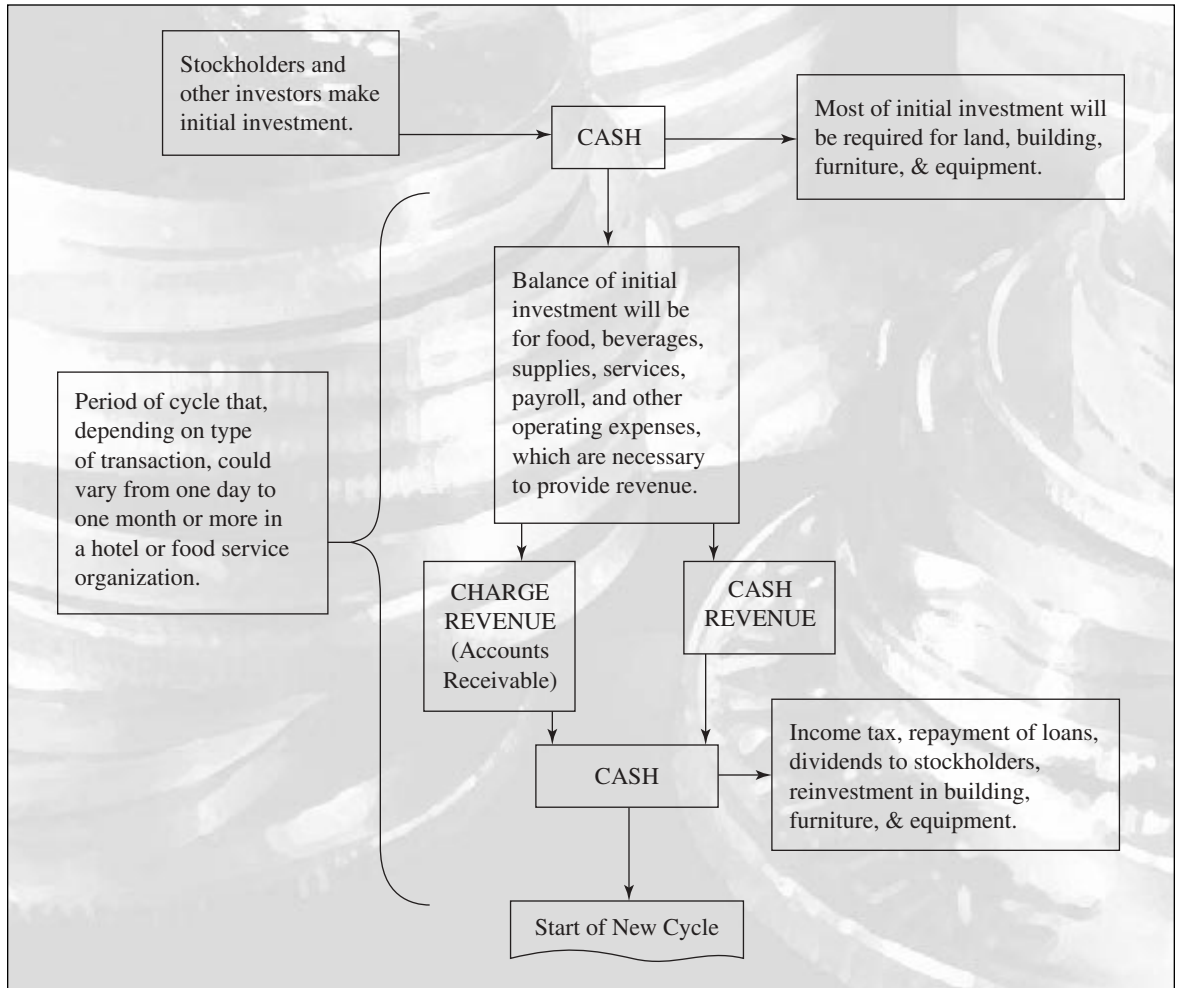 Stockholders and
other investors make
initial investment.
CASH
Most of initial investment will
be required for land, building,
furniture, & equipment.
Balance of initial
investment will be
for food, beverages,
supplies, services,
payroll, and other
operating expenses,
which are necessary
to provide revenue.
Period of cycle that,
depending on type
of transaction, could
vary from one day to
one month or more in
a hotel or food service
organization.
CHARGE
REVENUE
(Accounts
Receivable)
CASH
REVENUE
CASH
Income tax, repayment of loans,
dividends to stockholders,
reinvestment in building,
furniture, & equipment.
Start of New Cycle